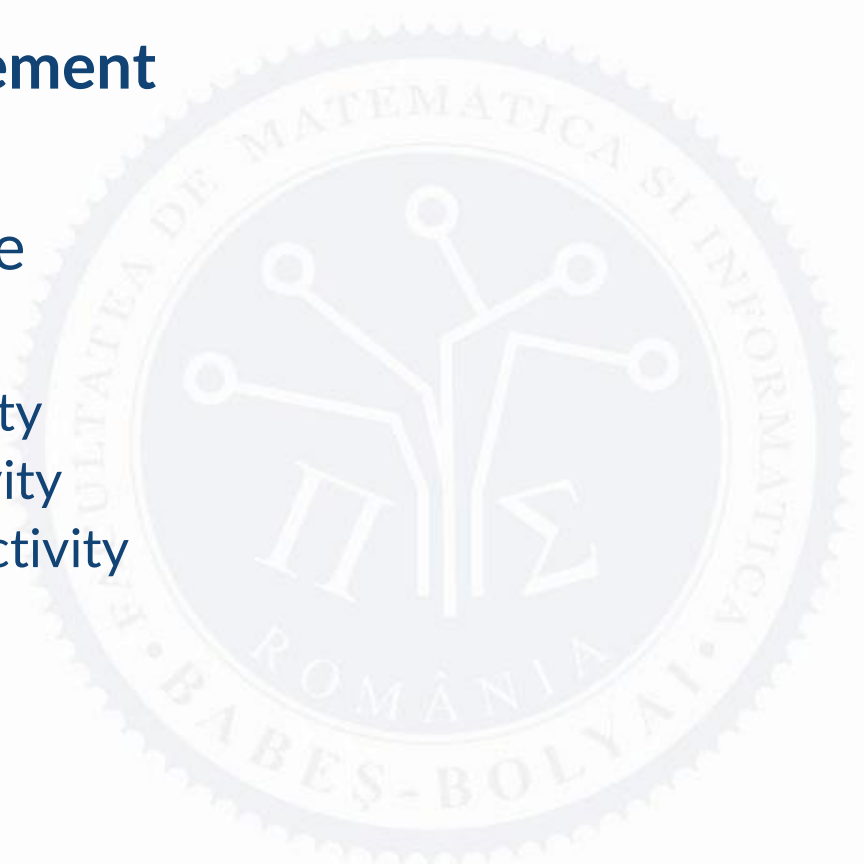 ement
e
ty
ity
ctivity
FACULTATEA DE MATEMATICA SI INFORMATICA
Π Σ
ROMÂNIA
BABEŞ-BOLYAI